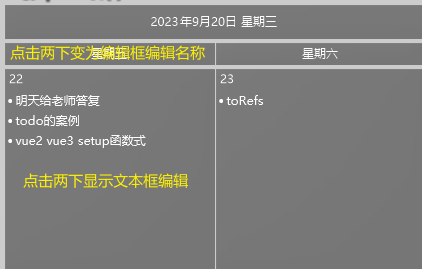 2023年9月20日 星期三
点击两下变为编辑框编辑名称
星期五
星期六
22
23
• 明天给老师答复
• toRefs
• todo的案例
• vue2 vue3 setup函数式
点击两下显示文本框编辑